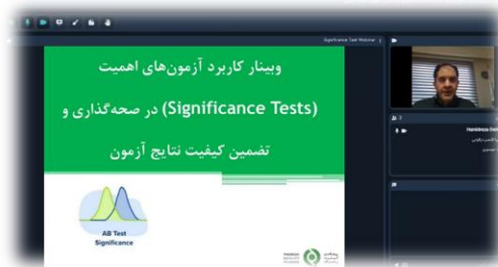 Significance Test Webinar
وبینار کاربرد آزمون‌های اهمیت
(Significance Tests) در صحه‌گذاری و
تضمین کیفیت نتایج آزمون
AB Test
Significance